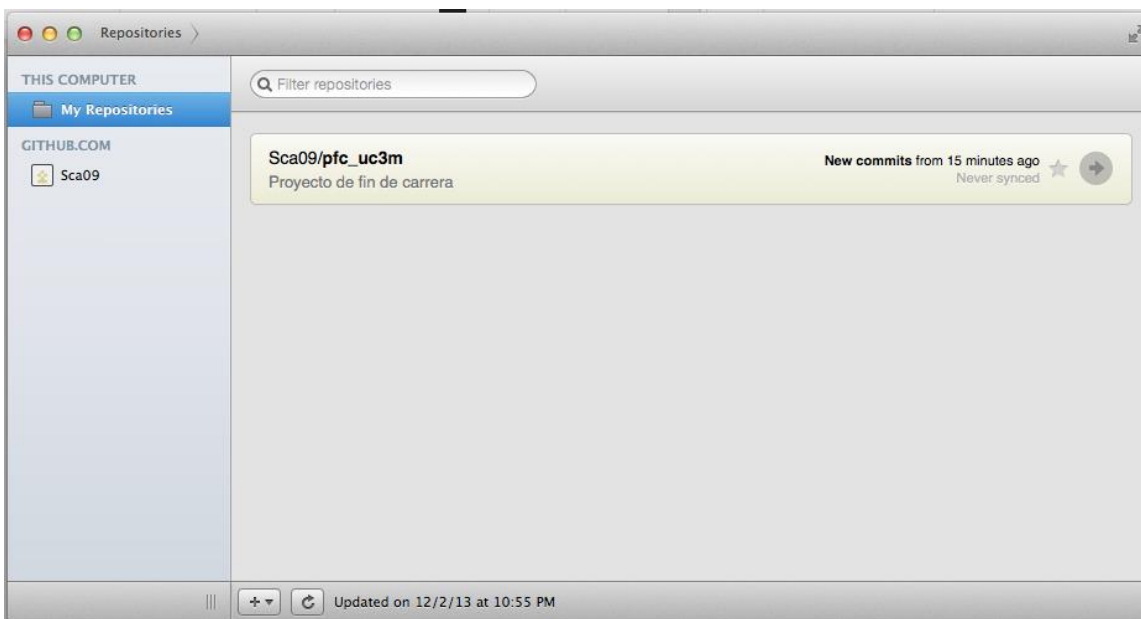 Repositories
THIS COMPUTER
My Repositories
GITHUB.COM
Sca09
Filter repositories
Sca09/pfc_uc3m
Proyecto de fin de carrera
New commits from 15 minutes ago
Never synced
Updated on 12/2/13 at 10:55 PM